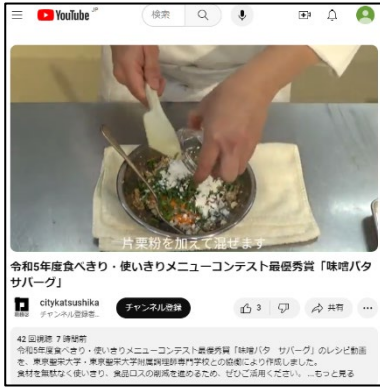 YouTube JP
検索
片栗粉を加えて混ぜます
令和5年度食べきり・使いきりメニューコンテスト最優秀賞「味噌バタ
サバーグ」
citykatsushika
チャンネル登録者...
チャンネル登録
3
共有
42 回視聴 7 時間前
令和5年度食べきり・使いきりメニューコンテスト最優秀賞「味噌バタ サバーグ」のレシピ動画
を、東京聖栄大学・東京聖栄大学附属調理師専門学校との協働により作成しました。
食材を無駄なく使いきり、食品ロスの削減を進めるため、ぜひご活用ください。 ...もっと見る